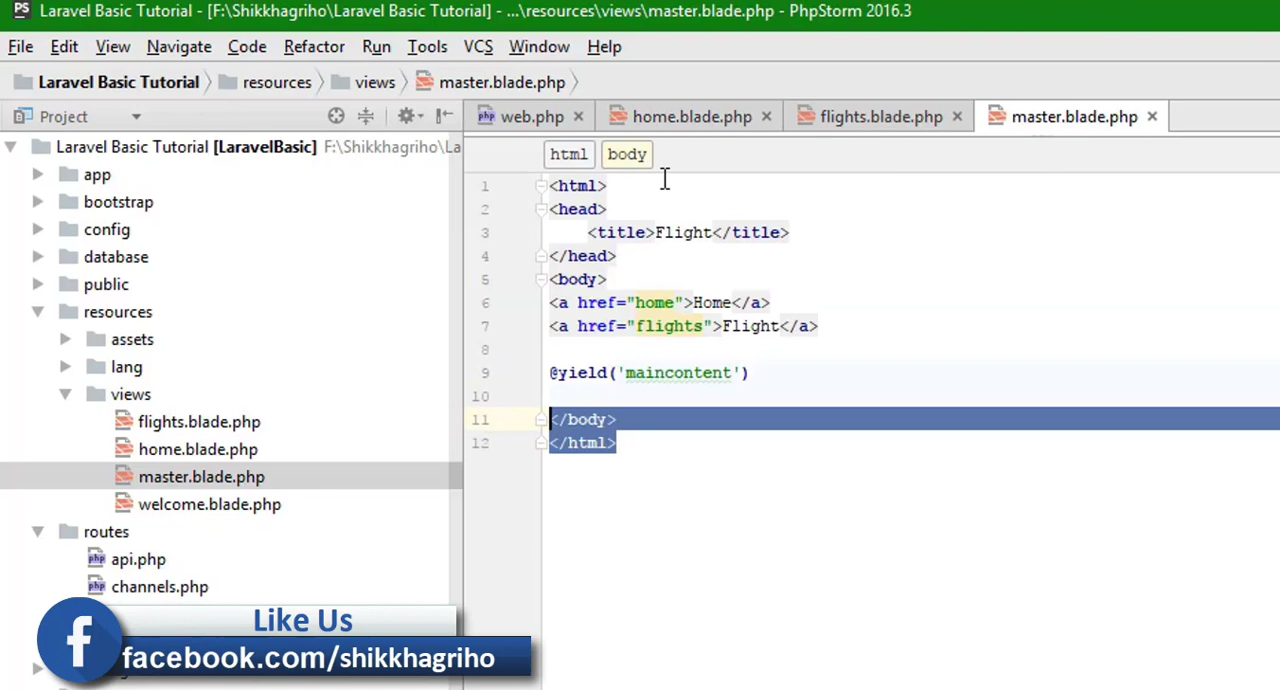 PS Laravel Basic Tutorial - [F:\Shikkhagriho\Laravel Basic Tutorial] - ...\resources\views\master.blade.php - PhpStorm 2016.3
File Edit View Navigate Code Refactor Run Tools VCS Window Help
Laravel Basic Tutorial resources views master.blade.php
Project
web.php home.blade.php flights.blade.php master.blade.php
html body
Laravel Basic Tutorial [LaravelBasic] F:\Shikkhagriho\La
app
bootstrap
config
database
public
resources
assets
lang
views
flights.blade.php
home.blade.php
master.blade.php
welcome.blade.php
routes
api.php
channels.php
1 <html>
2 <head>
3 <title>Flight</title>
4 </head>
5 <body>
6 <a href="home">Home</a>
7 <a href="flights">Flight</a>
8
9 @yield('maincontent')
10
11 </body>
12 </html>
Like Us
f facebook.com/shikkhagriho